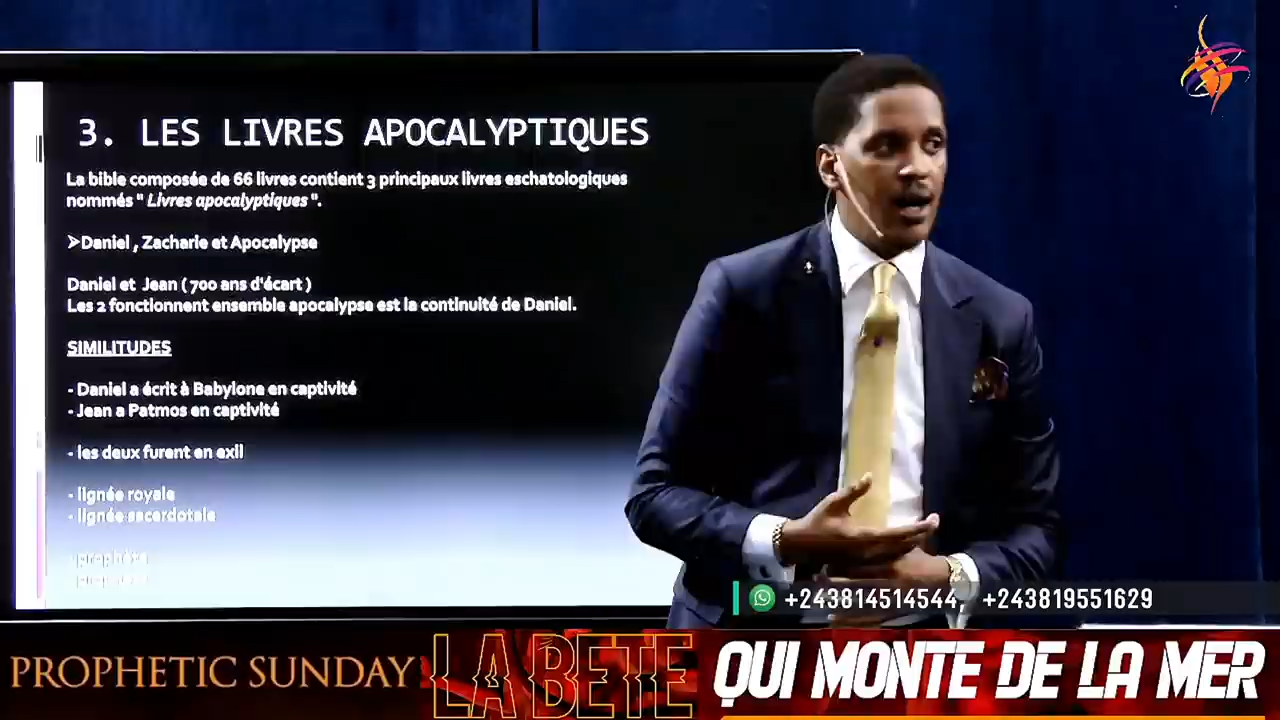 3. LES LIVRES APOCALYPTIQUES
La bible composée de 66 livres contient 3 principaux livres eschatologiques
nommés " Livres apocalyptiques ".
➢Daniel , Zacharie et Apocalypse
Daniel et Jean ( 700 ans d'écart )
Les 2 fonctionnent ensemble apocalypse est la continuité de Daniel.
SIMILITUDES
- Daniel a écrit à Babylone en captivité
- Jean a Patmos en captivité
- les deux furent en exil
- lignée royale
- lignée sacerdotale
- prophète
+243814514544, +243819551629
PROPHETIC SUNDAY LA BETE QUI MONTE DE LA MER